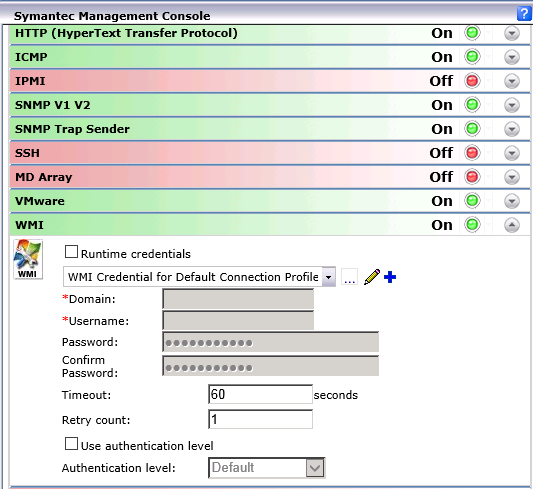 Symantec Management Console
?
HTTP (HyperText Transfer Protocol) On
ICMP On
IPMI Off
SNMP V1 V2 On
SNMP Trap Sender On
SSH Off
MD Array Off
VMware On
WMI On
WMI
Runtime credentials
WMI Credential for Default Connection Profile ...
*Domain:
*Username:
Password: ●●●●●●●●●●●
Confirm
Password: ●●●●●●●●●●●
Timeout: 60 seconds
Retry count: 1
Use authentication level
Authentication level: Default